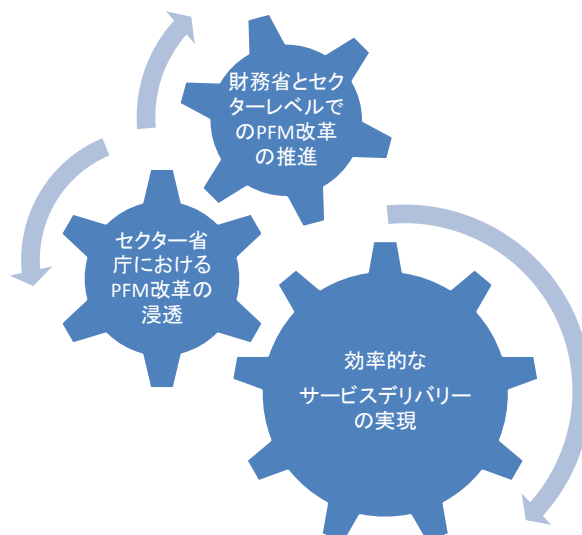 財務省とセク
ターレベルで
のPFM改革
の推進
セクター省
庁における
PFM改革の
浸透
効率的な
サービスデリバリー
の実現